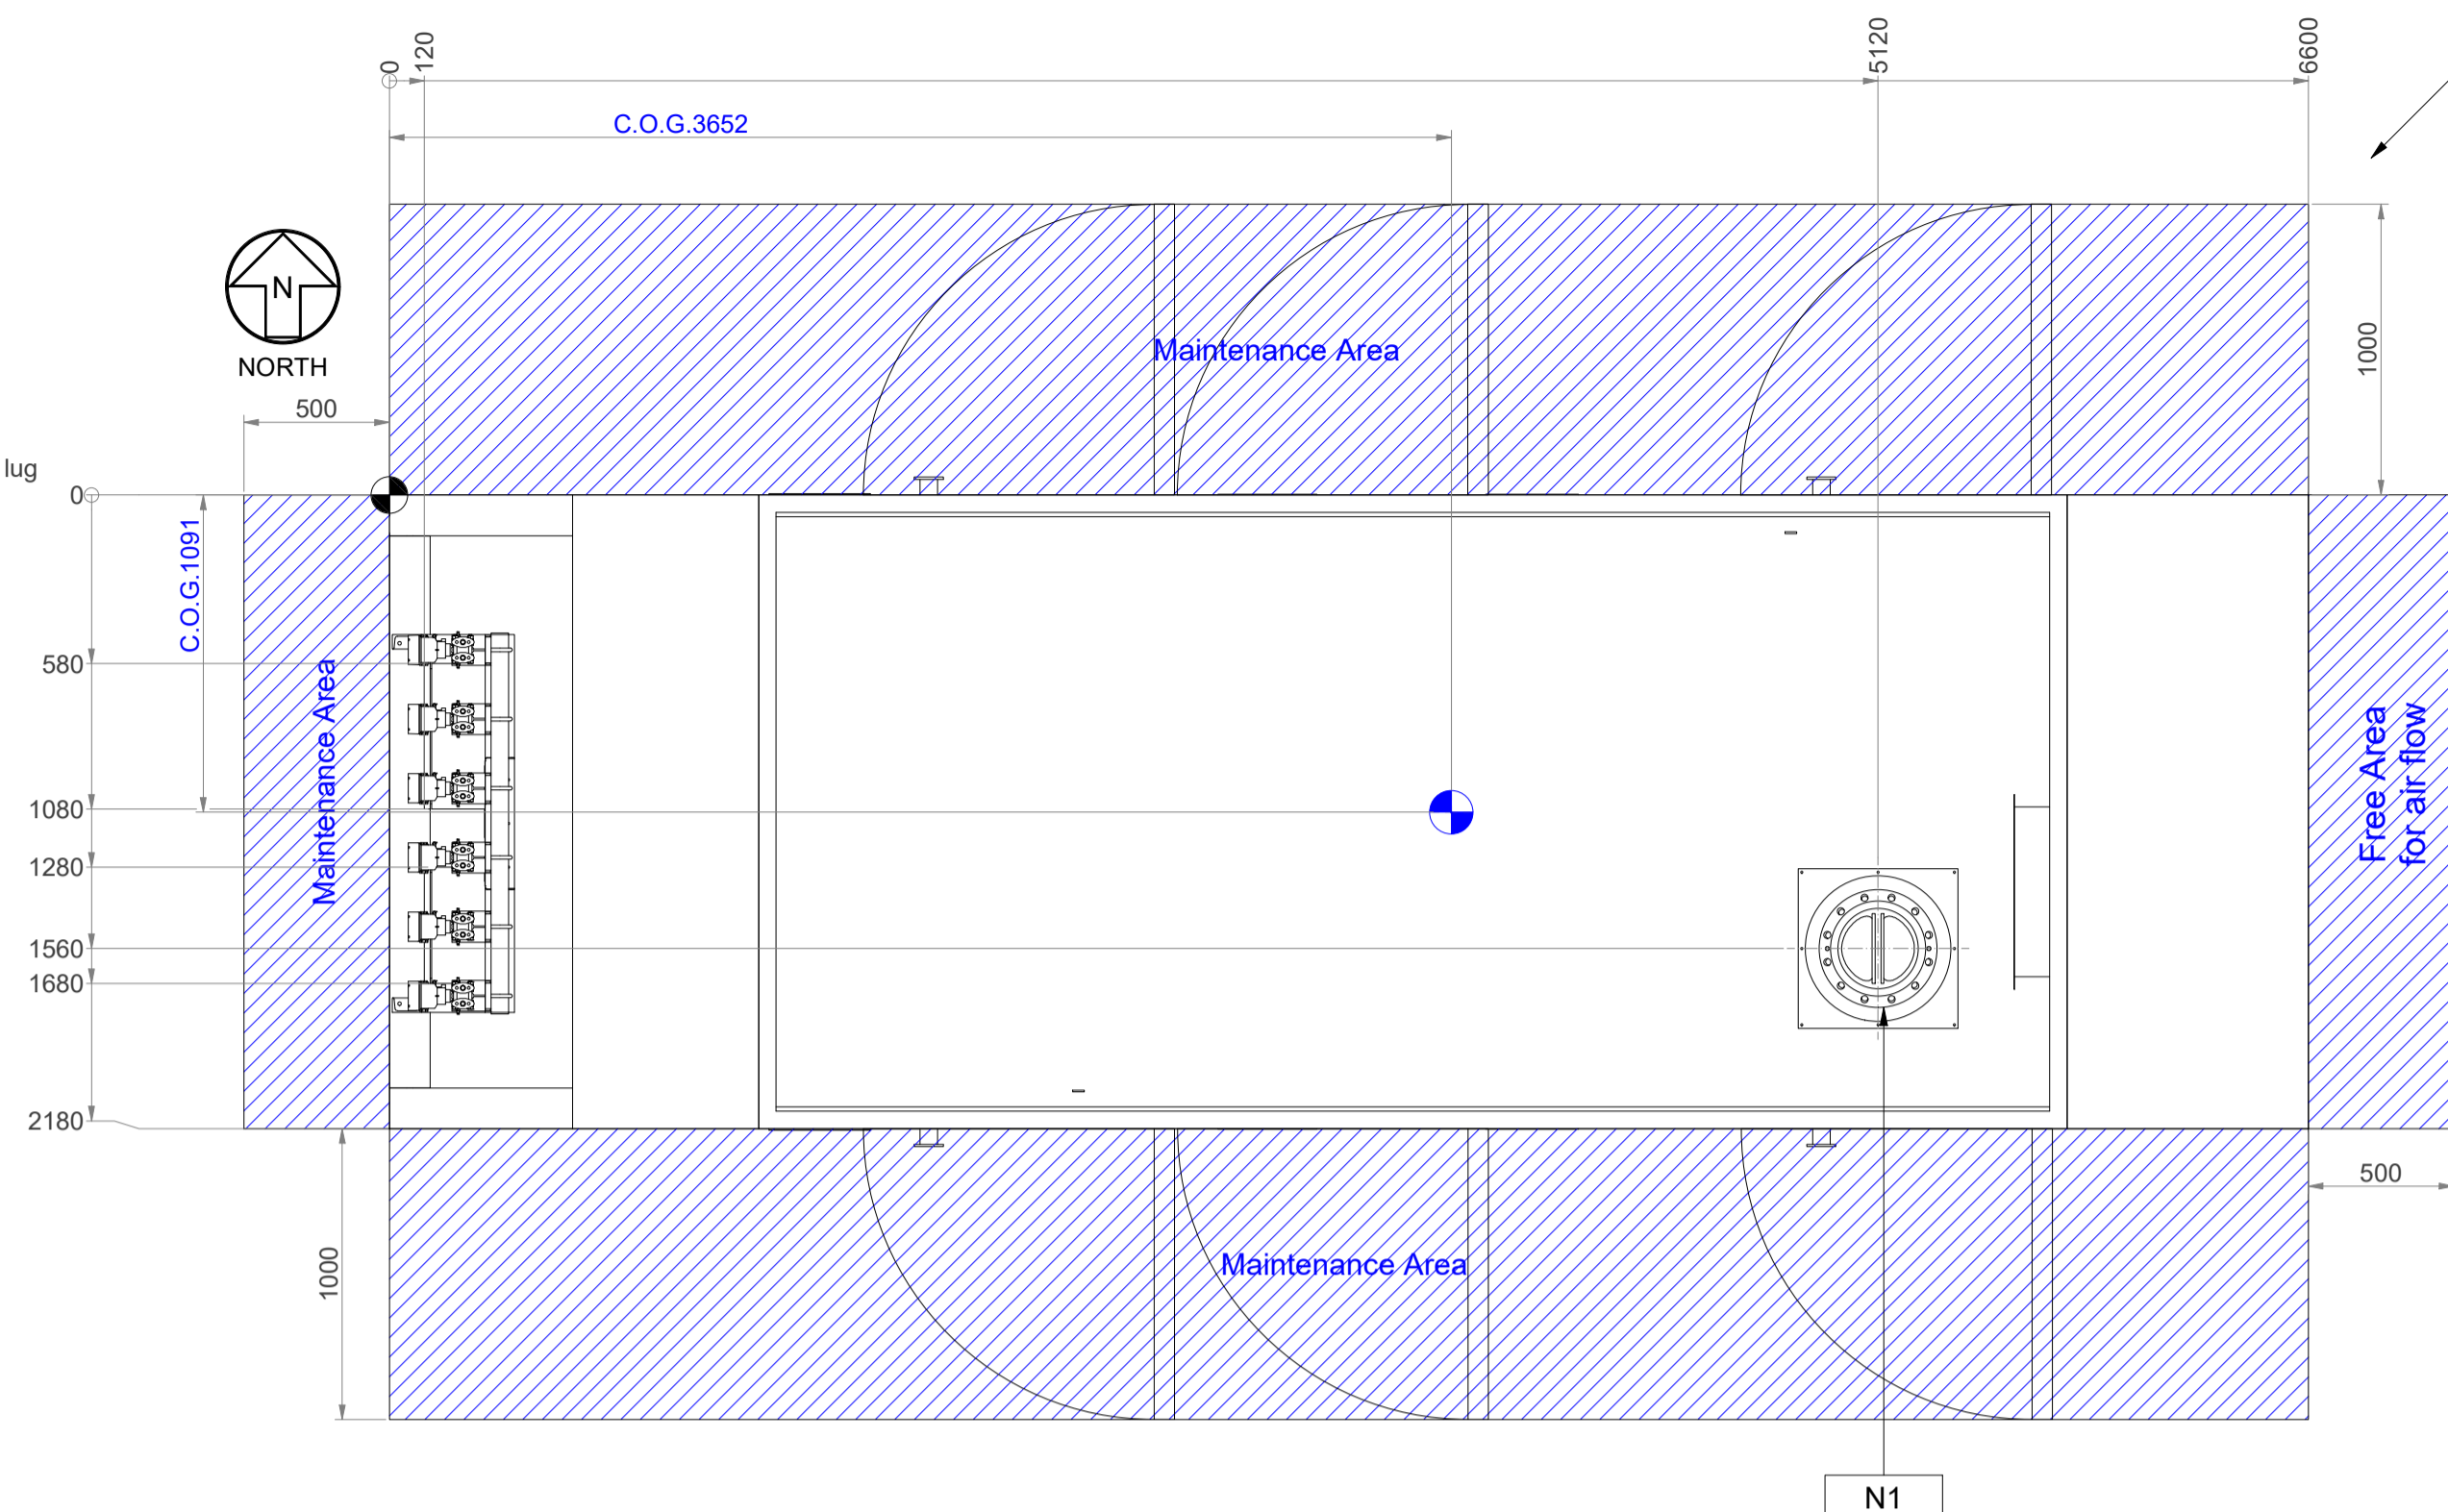 0
120
5120
6600
C.O.G.3652
N
NORTH
Maintenance Area
1000
500
lug
0
C.O.G.1091
580
1080
1280
1560
1680
2180
Maintenance Area
Free Area
for air flow
500
1000
Maintenance Area
N1